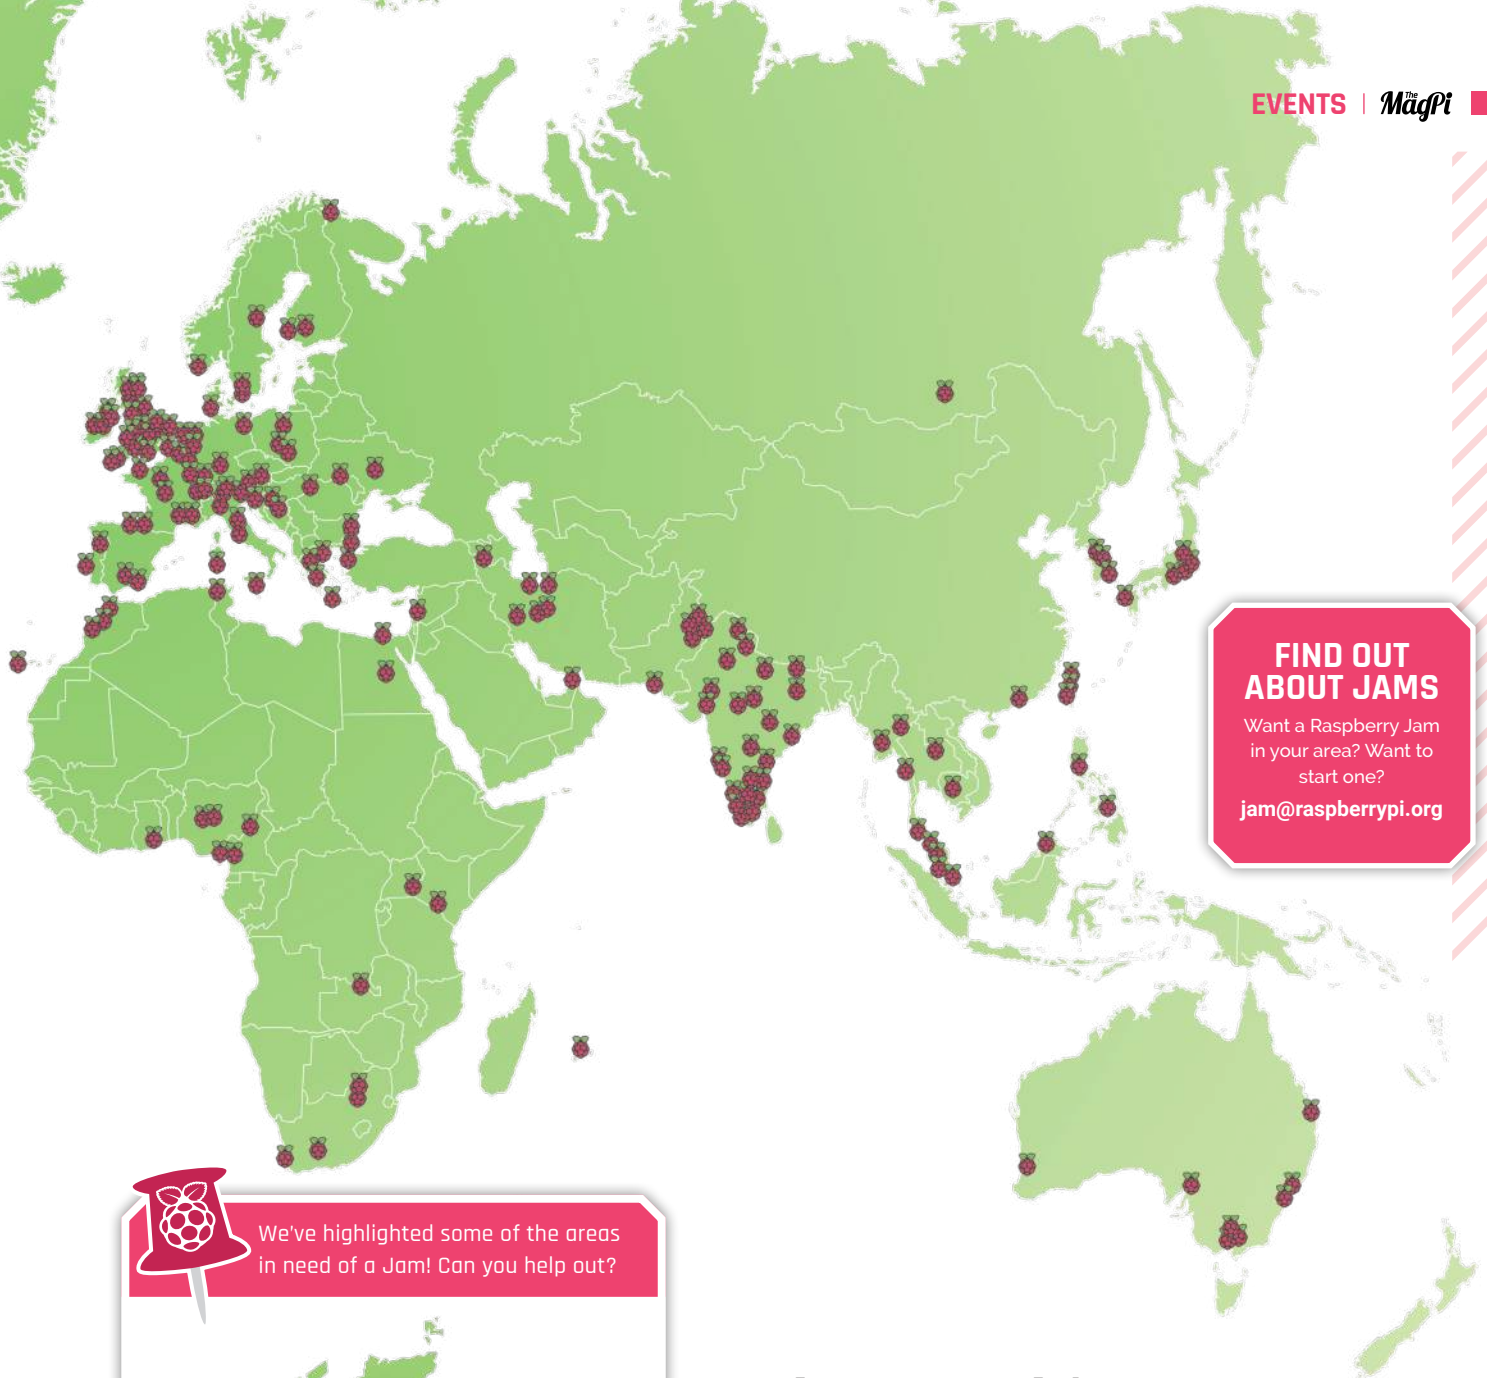 EVENTS | The MagPi
FIND OUT
ABOUT JAMS
Want a Raspberry Jam
in your area? Want to
start one?
jam@raspberrypi.org
We've highlighted some of the areas
in need of a Jam! Can you help out?